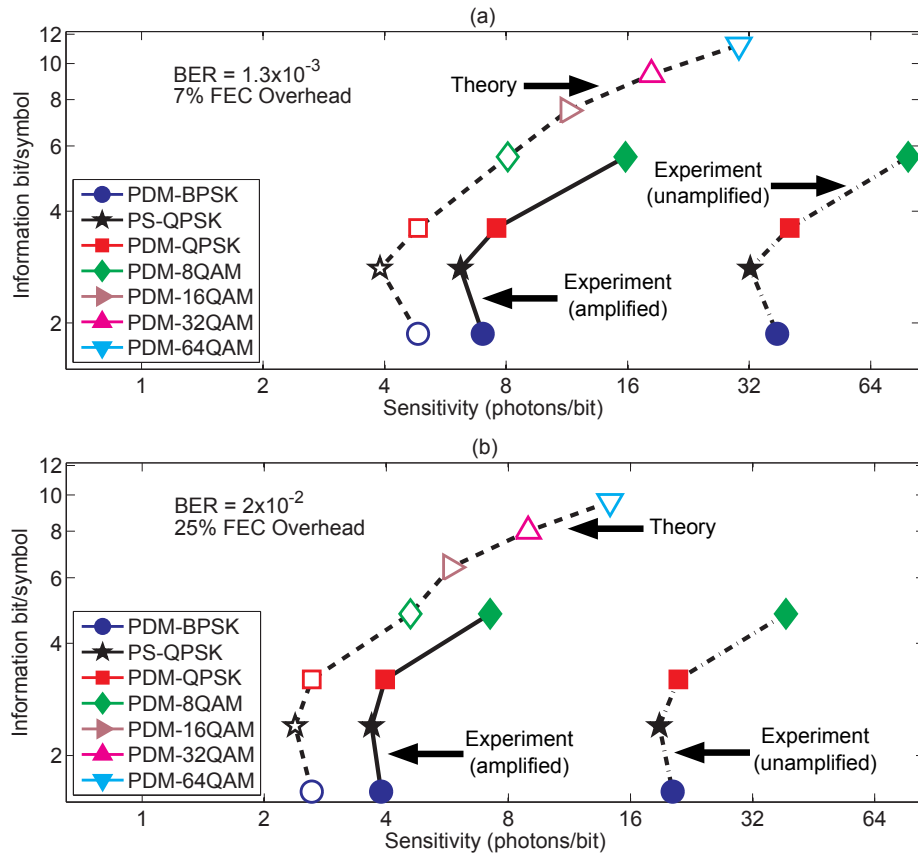 (a)
12
10
8
6
4
2
Information bit/symbol
BER = 1.3x10⁻³
7% FEC Overhead
Theory
Experiment
(unamplified)
Experiment
(amplified)
PDM-BPSK
PS-QPSK
PDM-QPSK
PDM-8QAM
PDM-16QAM
PDM-32QAM
PDM-64QAM
1 2 4 8 16 32 64
Sensitivity (photons/bit)
(b)
12
10
8
6
4
2
Information bit/symbol
BER = 2x10⁻²
25% FEC Overhead
Theory
Experiment
(amplified)
Experiment
(unamplified)
PDM-BPSK
PS-QPSK
PDM-QPSK
PDM-8QAM
PDM-16QAM
PDM-32QAM
PDM-64QAM
1 2 4 8 16 32 64
Sensitivity (photons/bit)